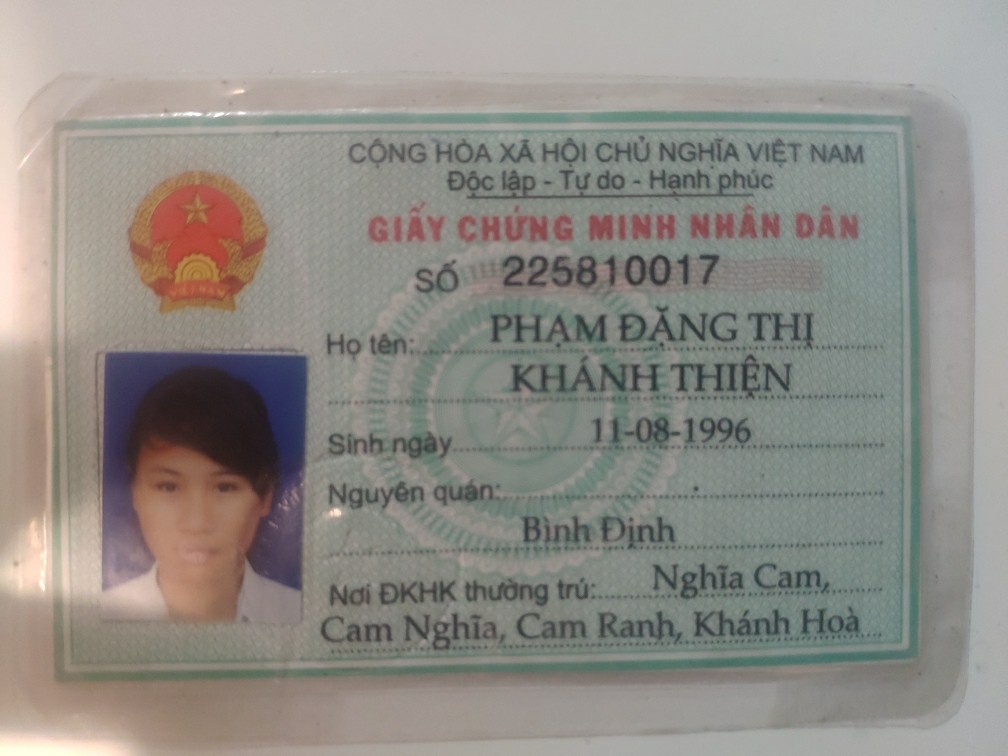 CỘNG HÒA XÃ HỘI CHỦ NGHĨA VIỆT NAM
Độc lập - Tự do - Hạnh phúc
GIẤY CHỨNG MINH NHÂN DÂN
SỐ 225810017
Họ tên: PHẠM ĐẶNG THỊ
KHÁNH THIỆN
Sinh ngày 11-08-1996
Nguyên quán:
Bình Định
Nơi ĐKHK thường trú: Nghĩa Cam,
Cam Nghĩa, Cam Ranh, Khánh Hoà
VIỆT NAM